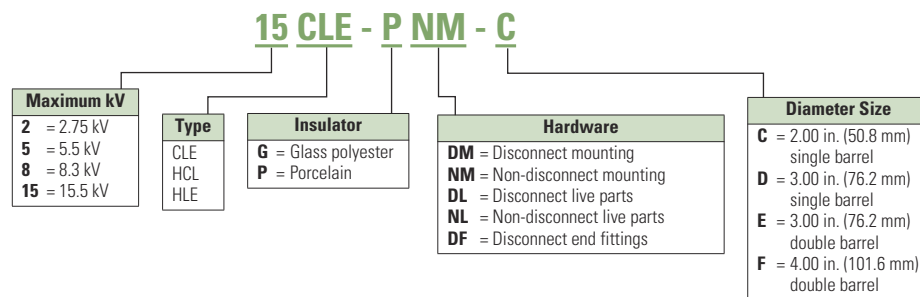 15 CLE - P NM - C
Maximum kV
2 = 2.75 kV
5 = 5.5 kV
8 = 8.3 kV
15 = 15.5 kV
Type
CLE
HCL
HLE
Insulator
G = Glass polyester
P = Porcelain
Hardware
DM = Disconnect mounting
NM = Non-disconnect mounting
DL = Disconnect live parts
NL = Non-disconnect live parts
DF = Disconnect end fittings
Diameter Size
C = 2.00 in. (50.8 mm)
single barrel
D = 3.00 in. (76.2 mm)
single barrel
E = 3.00 in. (76.2 mm)
double barrel
F = 4.00 in. (101.6 mm)
double barrel